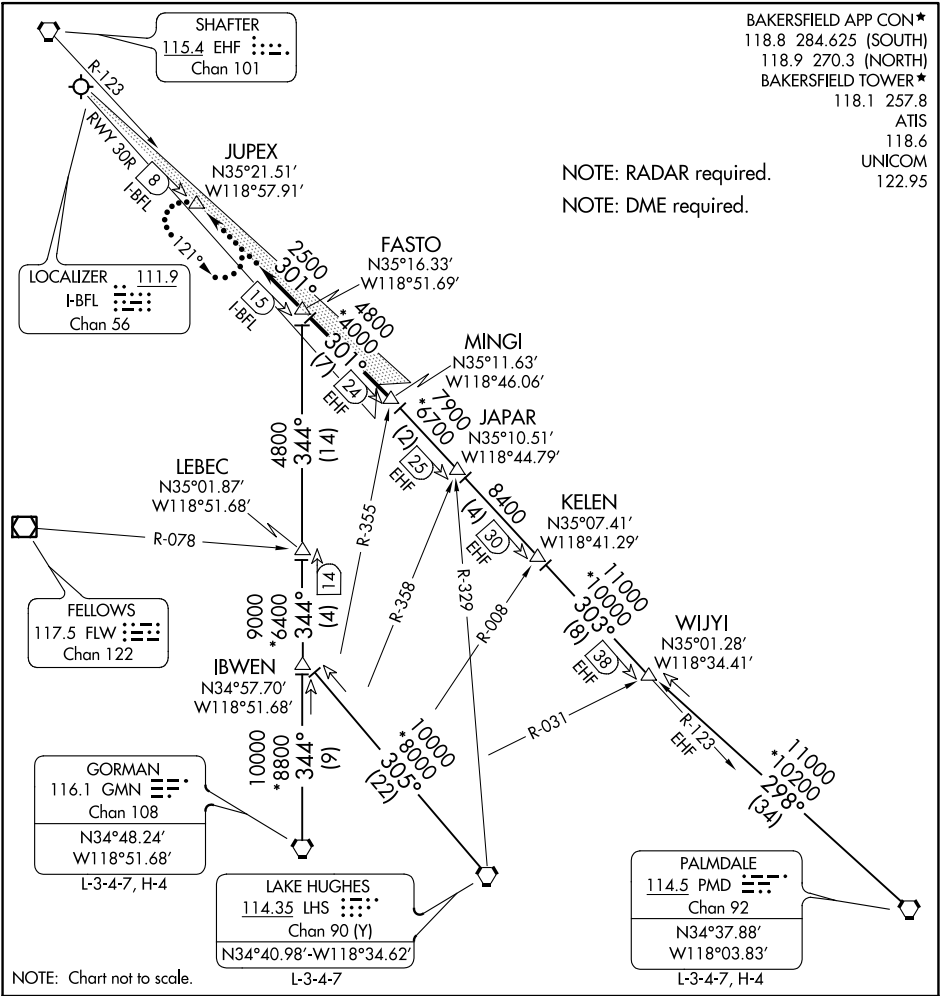 SHAFTER
115.4 EHF
Chan 101
BAKERSFIELD APP CON★
118.8 284.625 (SOUTH)
118.9 270.3 (NORTH)
BAKERSFIELD TOWER★
118.1 257.8
ATIS
118.6
UNICOM
122.95
NOTE: RADAR required.
NOTE: DME required.
R-123
RWY 30R
8
I-BFL
JUPEX
N35°21.51'
W118°57.91'
121°
LOCALIZER 111.9
I-BFL
Chan 56
2500
301°
15
I-BFL
FASTO
N35°16.33'
W118°51.69'
4800
*4000
301°
(7)
24
EHF
MINGI
N35°11.63'
W118°46.06'
7900
*6700
(2)
25
EHF
JAPAR
N35°10.51'
W118°44.79'
8400
(4)
30
EHF
KELEN
N35°07.41'
W118°41.29'
11000
*10000
303°
(8)
38
EHF
WIJYI
N35°01.28'
W118°34.41'
R-123
EHF
11000
*10200
298°
(34)
4800
344°
(14)
LEBEC
N35°01.87'
W118°51.68'
R-078
14
FELLOWS
117.5 FLW
Chan 122
9000
*6400
344°
(4)
R-355
R-358
R-329
R-008
R-031
IBWEN
N34°57.70'
W118°51.68'
10000
*8800
344°
(9)
10000
*8000
305°
(22)
GORMAN
116.1 GMN
Chan 108
N34°48.24'
W118°51.68'
L-3-4-7, H-4
LAKE HUGHES
114.35 LHS
Chan 90 (Y)
N34°40.98'-W118°34.62'
L-3-4-7
PALMDALE
114.5 PMD
Chan 92
N34°37.88'
W118°03.83'
L-3-4-7, H-4
NOTE: Chart not to scale.